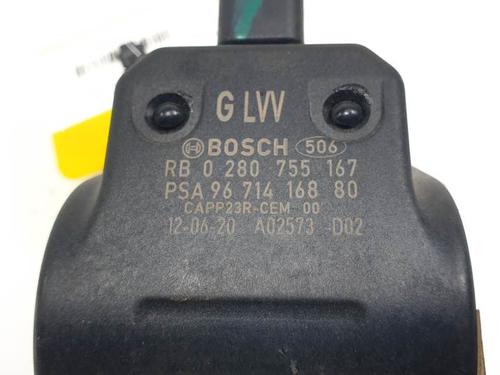 G LVV
BOSCH 506
RB 0 280 755 167
PSA 96 714 168 80
CAPP23R-CEM 00
12-06-20 A02573 D02